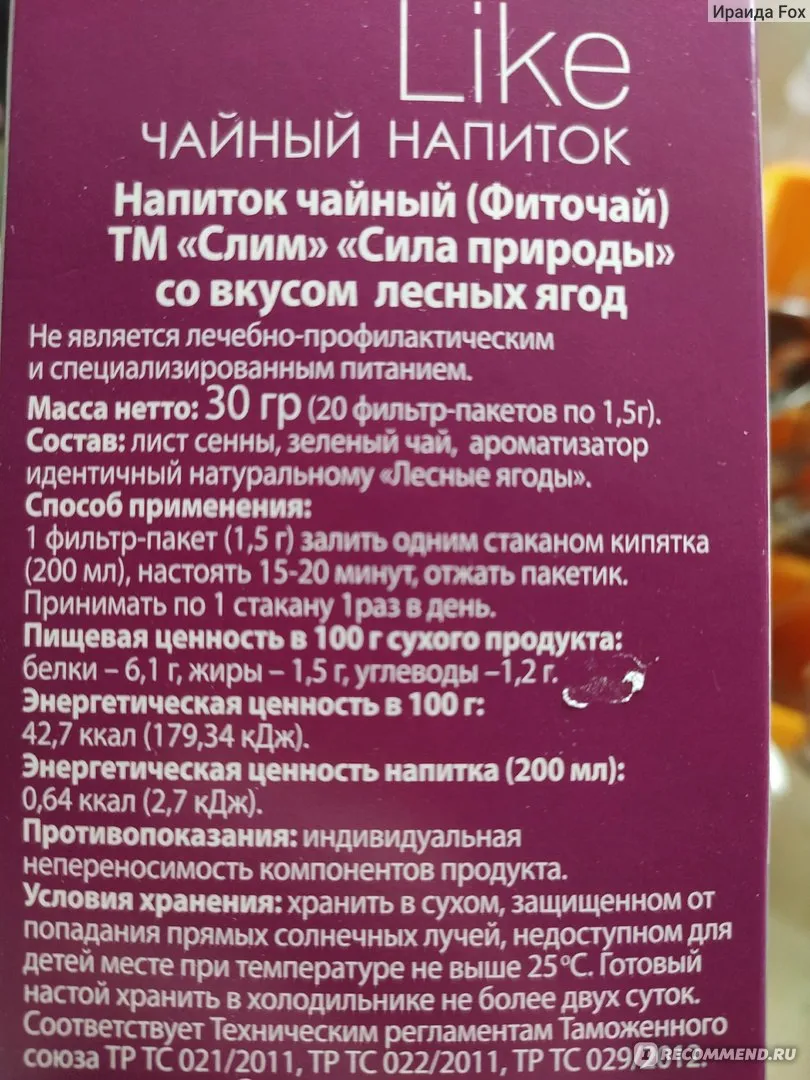 Ираида Fox
Like
ЧАЙНЫЙ НАПИТОК
Напиток чайный (Фиточай)
ТМ «Слим» «Сила природы»
со вкусом лесных ягод
Не является лечебно-профилактическим
и специализированным питанием.
Масса нетто: 30 гр (20 фильтр-пакетов по 1,5г).
Состав: лист сенны, зеленый чай, ароматизатор
идентичный натуральному «Лесные ягоды».
Способ применения:
1 фильтр-пакет (1,5 г) залить одним стаканом кипятка
(200 мл), настоять 15-20 минут, отжать пакетик.
Принимать по 1 стакану 1раз в день.
Пищевая ценность в 100 г сухого продукта:
белки – 6,1 г, жиры – 1,5 г, углеводы –1,2 г.
Энергетическая ценность в 100 г:
42,7 ккал (179,34 кДж).
Энергетическая ценность напитка (200 мл):
0,64 ккал (2,7 кДж).
Противопоказания: индивидуальная
непереносимость компонентов продукта.
Условия хранения: хранить в сухом, защищенном от
попадания прямых солнечных лучей, недоступном для
детей месте при температуре не выше 25°С. Готовый
настой хранить в холодильнике не более двух суток.
Соответствует Техническим регламентам Таможенного
союза ТР ТС 021/2011, ТР ТС 022/2011, ТР ТС 029/2012.
RECOMMEND.RU